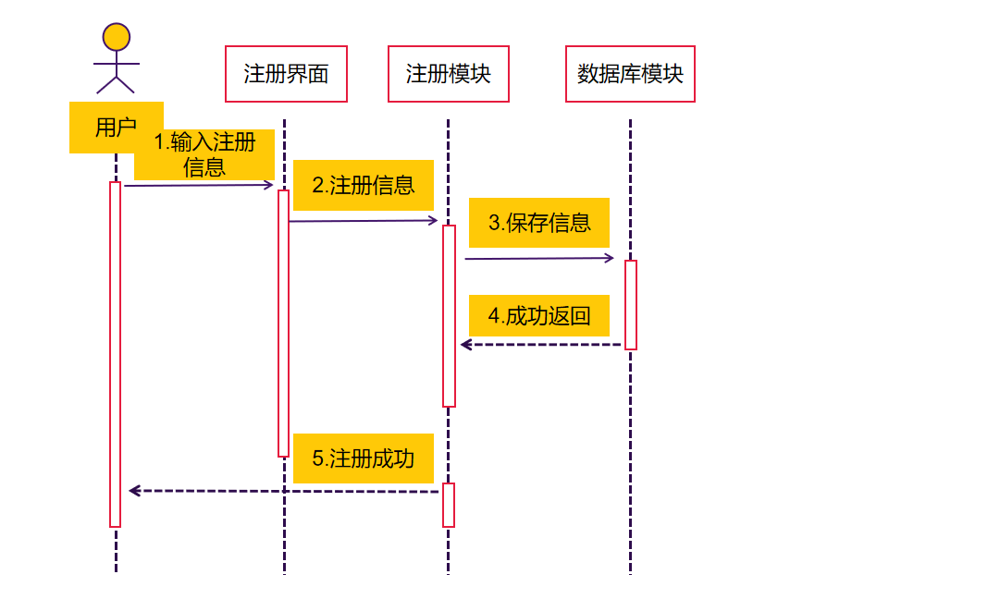 注册界面
注册模块
数据库模块
用户
1.输入注册
信息
2.注册信息
3.保存信息
4.成功返回
5.注册成功